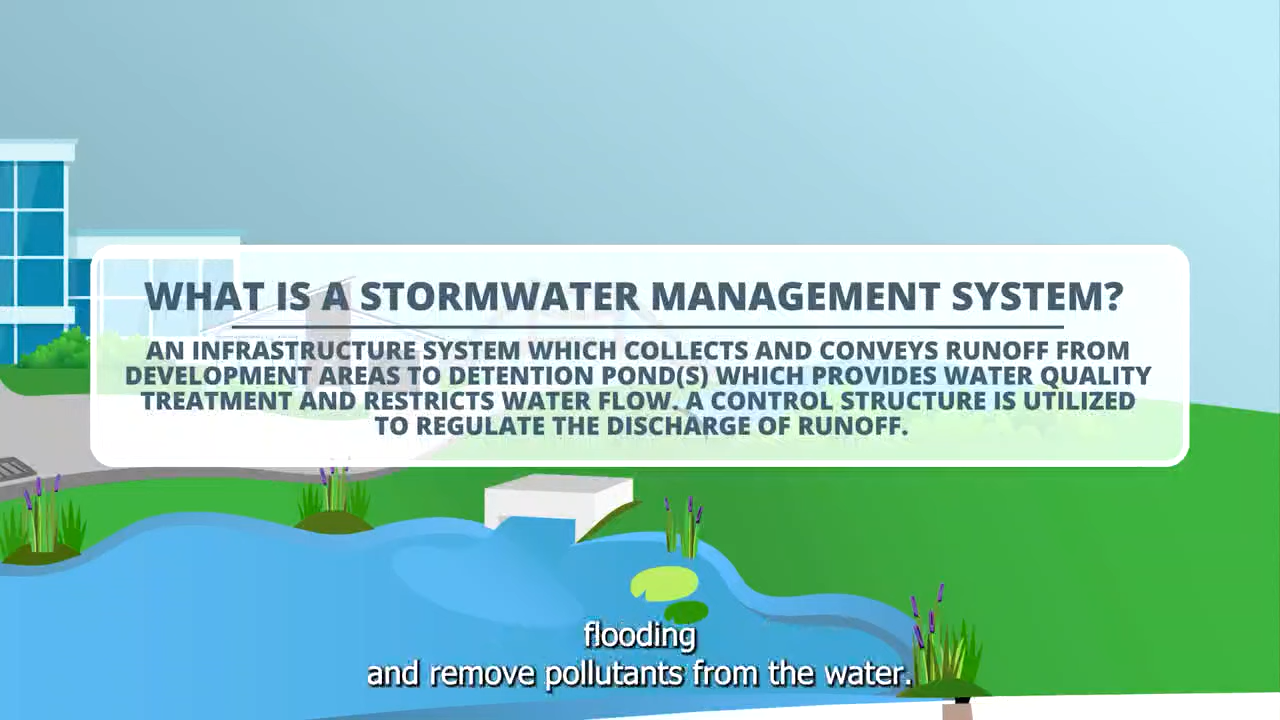 WHAT IS A STORMWATER MANAGEMENT SYSTEM?
AN INFRASTRUCTURE SYSTEM WHICH COLLECTS AND CONVEYS RUNOFF FROM
DEVELOPMENT AREAS TO DETENTION POND(S) WHICH PROVIDES WATER QUALITY
TREATMENT AND RESTRICTS WATER FLOW. A CONTROL STRUCTURE IS UTILIZED
TO REGULATE THE DISCHARGE OF RUNOFF.
flooding
and remove pollutants from the water.